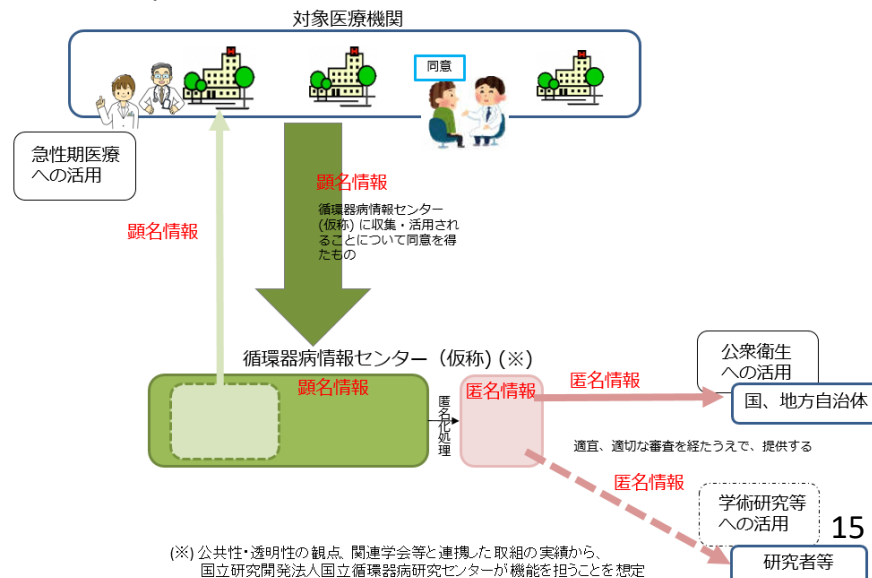 対象医療機関
同意
急性期医療
への活用
顕名情報
循環器病情報センター
(仮称) に収集・活用され
ることについて同意を得
たもの
顕名情報
循環器病情報センター（仮称）(※)
顕名情報
匿名化処理
匿名情報
匿名情報
公衆衛生
への活用
国、地方自治体
適宜、適切な審査を経たうえで、提供する
匿名情報
学術研究等
への活用
15
研究者等
(※) 公共性・透明性の観点、関連学会等と連携した取組の実績から、
国立研究開発法人国立循環器病研究センターが機能を担うことを想定